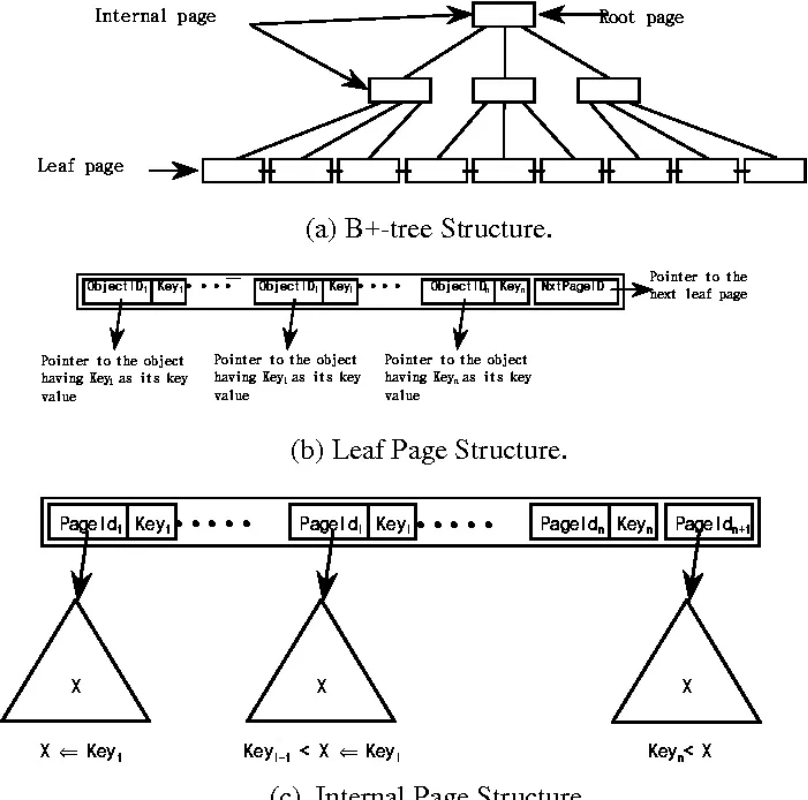 Internal page
Root page
Leaf page
(a) B+-tree Structure.
ObjectID₁ Key₁ • • • • ObjectIDᵢ Keyᵢ • • • • ObjectIDₙ Keyₙ NxtPageID
Pointer to the
next leaf page
Pointer to the object
having Key₁ as its key
value
Pointer to the object
having Keyᵢ as its key
value
Pointer to the object
having Keyₙ as its key
value
(b) Leaf Page Structure.
PageId₁ Key₁ • • • • • PageIdᵢ Keyᵢ • • • • • PageIdₙ Keyₙ PageIdₙ₊₁
X
X
X
X ⇐ Key₁
Keyᵢ₋₁ < X ⇐ Keyᵢ
Keyₙ < X
(c) Internal Page Structure